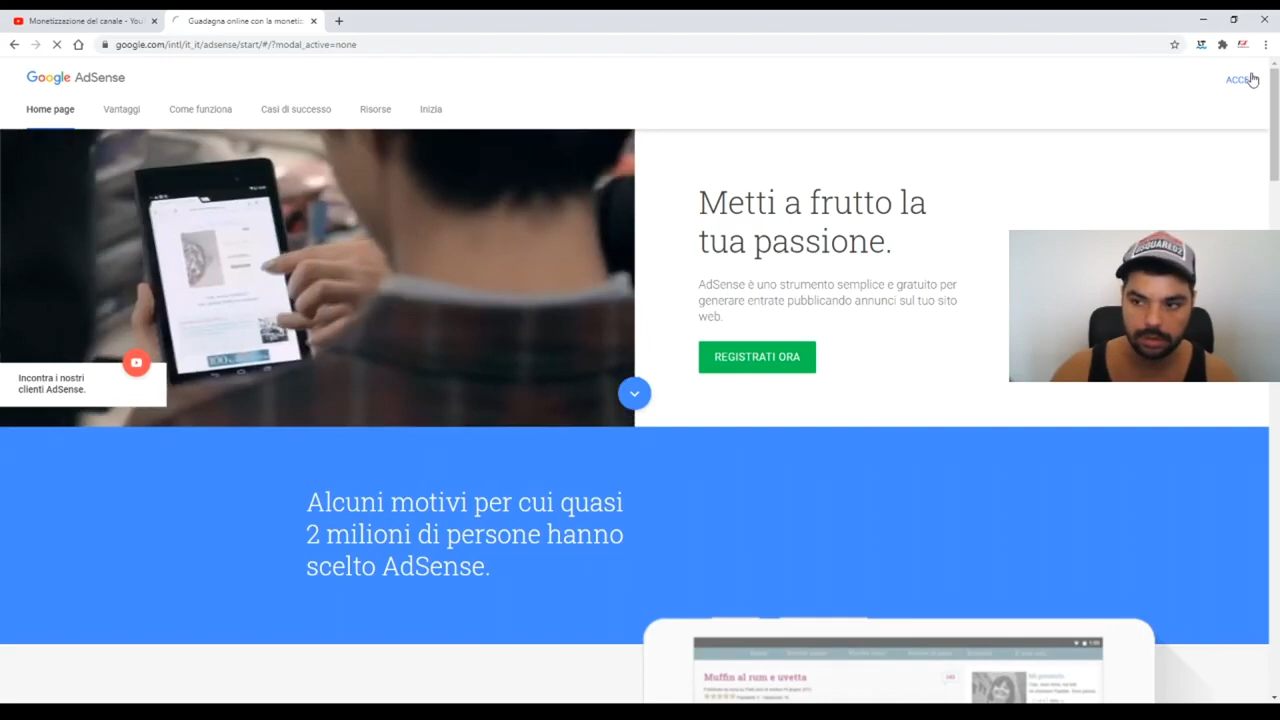 Monetizzazione del canale - You
Guadagna online con la monetiz
google.com/intl/it_it/adsense/start/#/?modal_active=none
Google AdSense
ACCE
Home page
Vantaggi
Come funziona
Casi di successo
Risorse
Inizia
Metti a frutto la
tua passione.
AdSense è uno strumento semplice e gratuito per
generare entrate pubblicando annunci sul tuo sito
web.
REGISTRATI ORA
Incontra i nostri
clienti AdSense.
DSQUARED2
Alcuni motivi per cui quasi
2 milioni di persone hanno
scelto AdSense.
Muffin al rum e uvetta